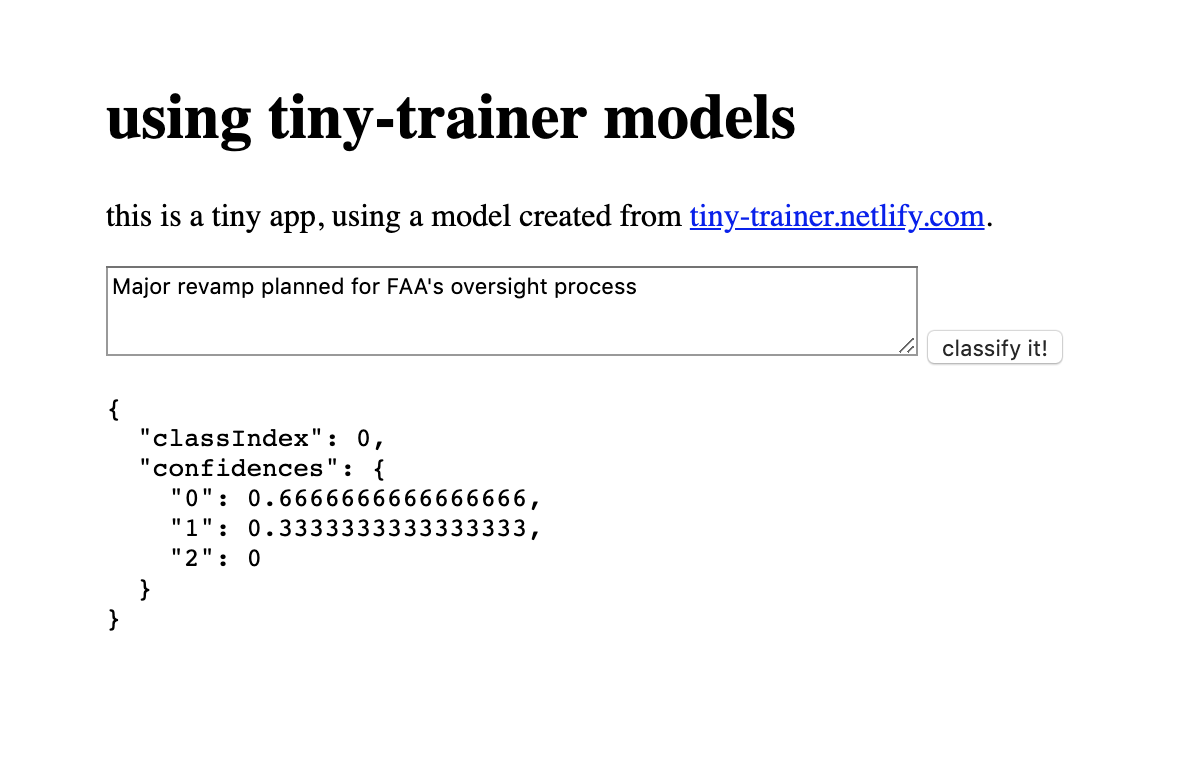 using tiny-trainer models
this is a tiny app, using a model created from tiny-trainer.netlify.com.
Major revamp planned for FAA's oversight process
classify it!
{
  "classIndex": 0,
  "confidences": {
    "0": 0.6666666666666666,
    "1": 0.3333333333333333,
    "2": 0
  }
}